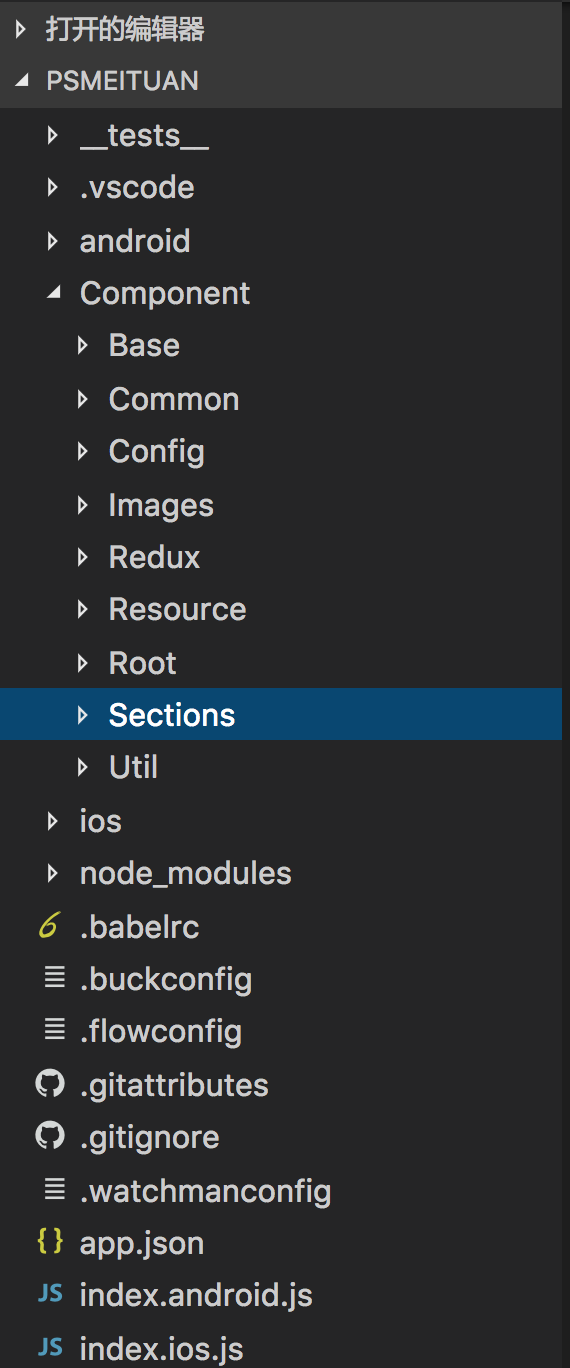 打开的编辑器
PSMEITUAN
__tests__
.vscode
android
Component
Base
Common
Config
Images
Redux
Resource
Root
Sections
Util
ios
node_modules
.babelrc
.buckconfig
.flowconfig
.gitattributes
.gitignore
.watchmanconfig
{} app.json
JS index.android.js
JS index.ios.js